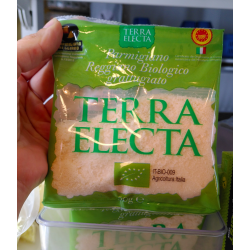 TERRA
ELECTA
Parmigiano
Reggiano Biologico
grattugiato
TERRA
ELECTA
IT-BIO-009
Agricoltura Italia